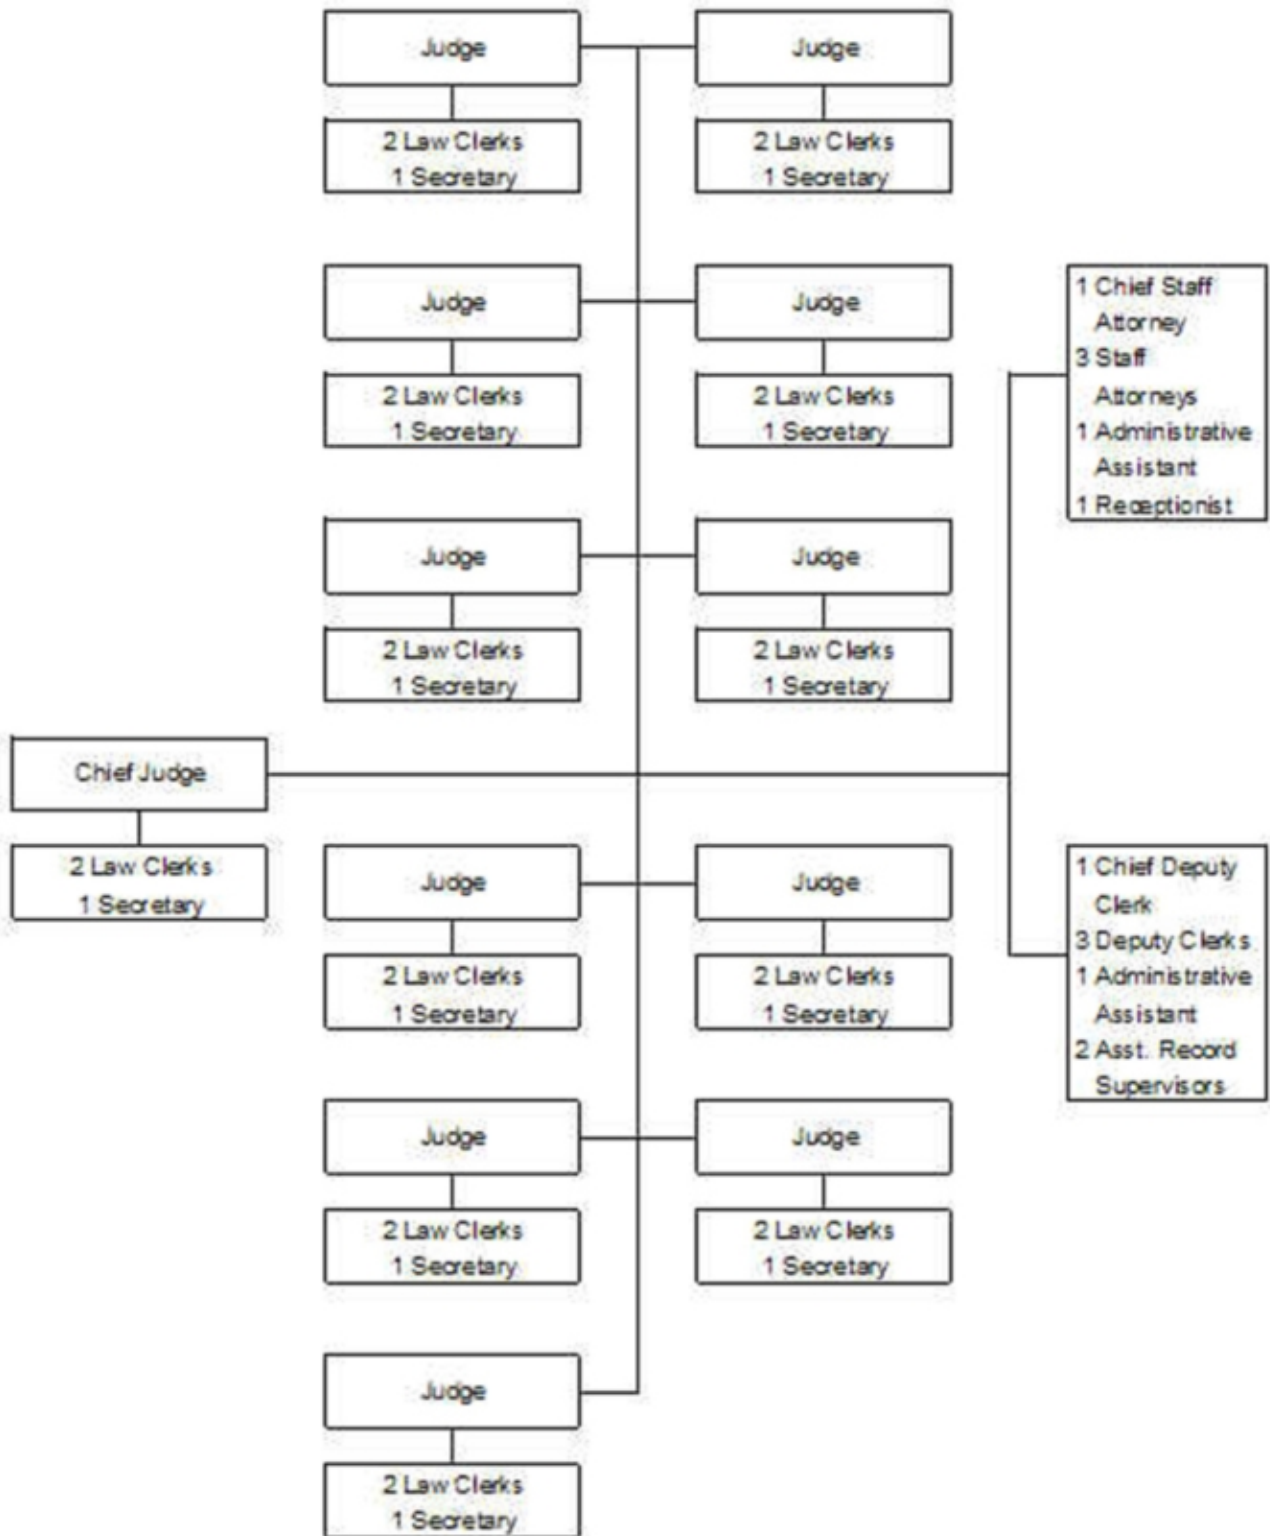 Judge
Judge
2 Law Clerks
1 Secretary
2 Law Clerks
1 Secretary
Judge
Judge
2 Law Clerks
1 Secretary
2 Law Clerks
1 Secretary
1 Chief Staff
Attorney
3 Staff
Attorneys
1 Administrative
Assistant
1 Receptionist
Judge
Judge
2 Law Clerks
1 Secretary
2 Law Clerks
1 Secretary
Chief Judge
2 Law Clerks
1 Secretary
Judge
Judge
2 Law Clerks
1 Secretary
2 Law Clerks
1 Secretary
1 Chief Deputy
Clerk
3 Deputy Clerks
1 Administrative
Assistant
2 Asst. Record
Supervisors
Judge
Judge
2 Law Clerks
1 Secretary
2 Law Clerks
1 Secretary
Judge
2 Law Clerks
1 Secretary